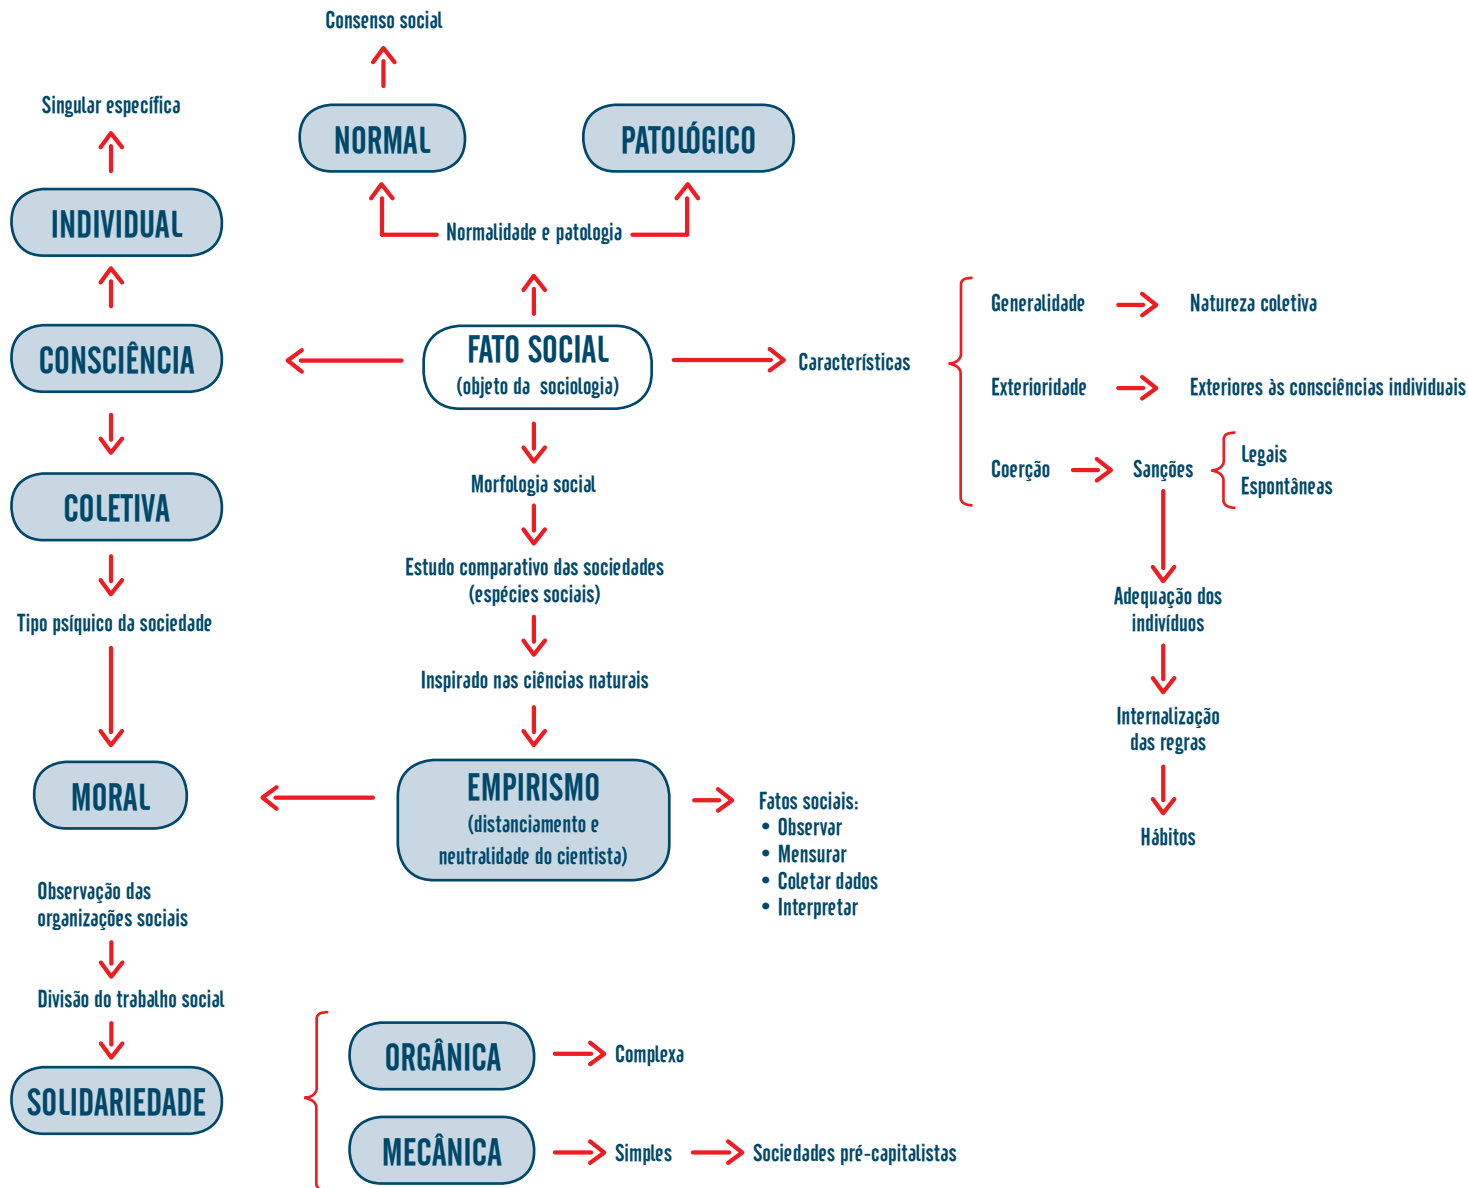 Consenso social
Singular específica
NORMAL
PATOLÓGICO
INDIVIDUAL
Normalidade e patologia
CONSCIÊNCIA
FATO SOCIAL
(objeto da sociologia)
Características
Generalidade
Natureza coletiva
Exterioridade
Exteriores às consciências individuais
Coerção
Sanções
Legais
Espontâneas
Adequação dos
indivíduos
Internalização
das regras
Hábitos
COLETIVA
Tipo psíquico da sociedade
Morfologia social
Estudo comparativo das sociedades
(espécies sociais)
Inspirado nas ciências naturais
MORAL
EMPIRISMO
(distanciamento e
neutralidade do cientista)
Fatos sociais:
• Observar
• Mensurar
• Coletar dados
• Interpretar
Observação das
organizações sociais
Divisão do trabalho social
SOLIDARIEDADE
ORGÂNICA
Complexa
MECÂNICA
Simples
Sociedades pré-capitalistas